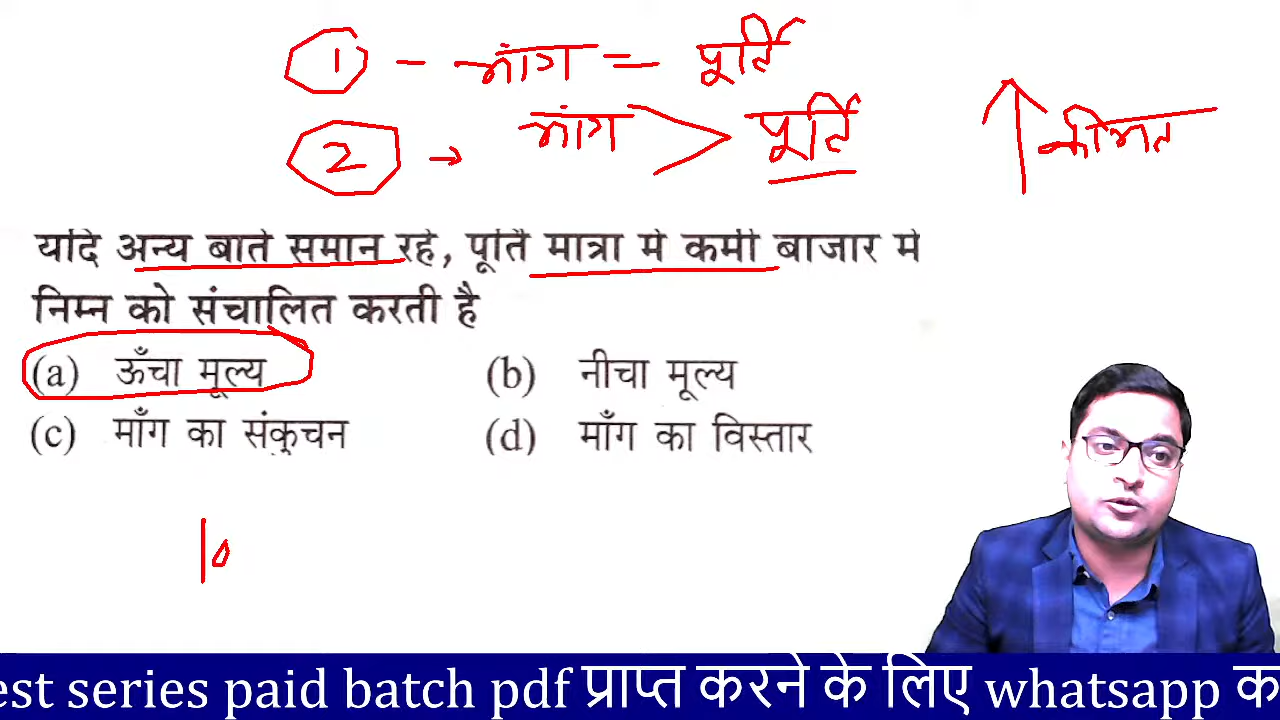 1 - मांग = पूर्ति
2 → मांग > पूर्ति ↑ कीमत
यदि अन्य बातें समान रहें, पूर्ति मात्रा में कमी बाजार में
निम्न को संचालित करती है
(a) ऊँचा मूल्य (b) नीचा मूल्य
(c) माँग का संकुचन (d) माँग का विस्तार
10
est series paid batch pdf प्राप्त करने के लिए whatsapp क